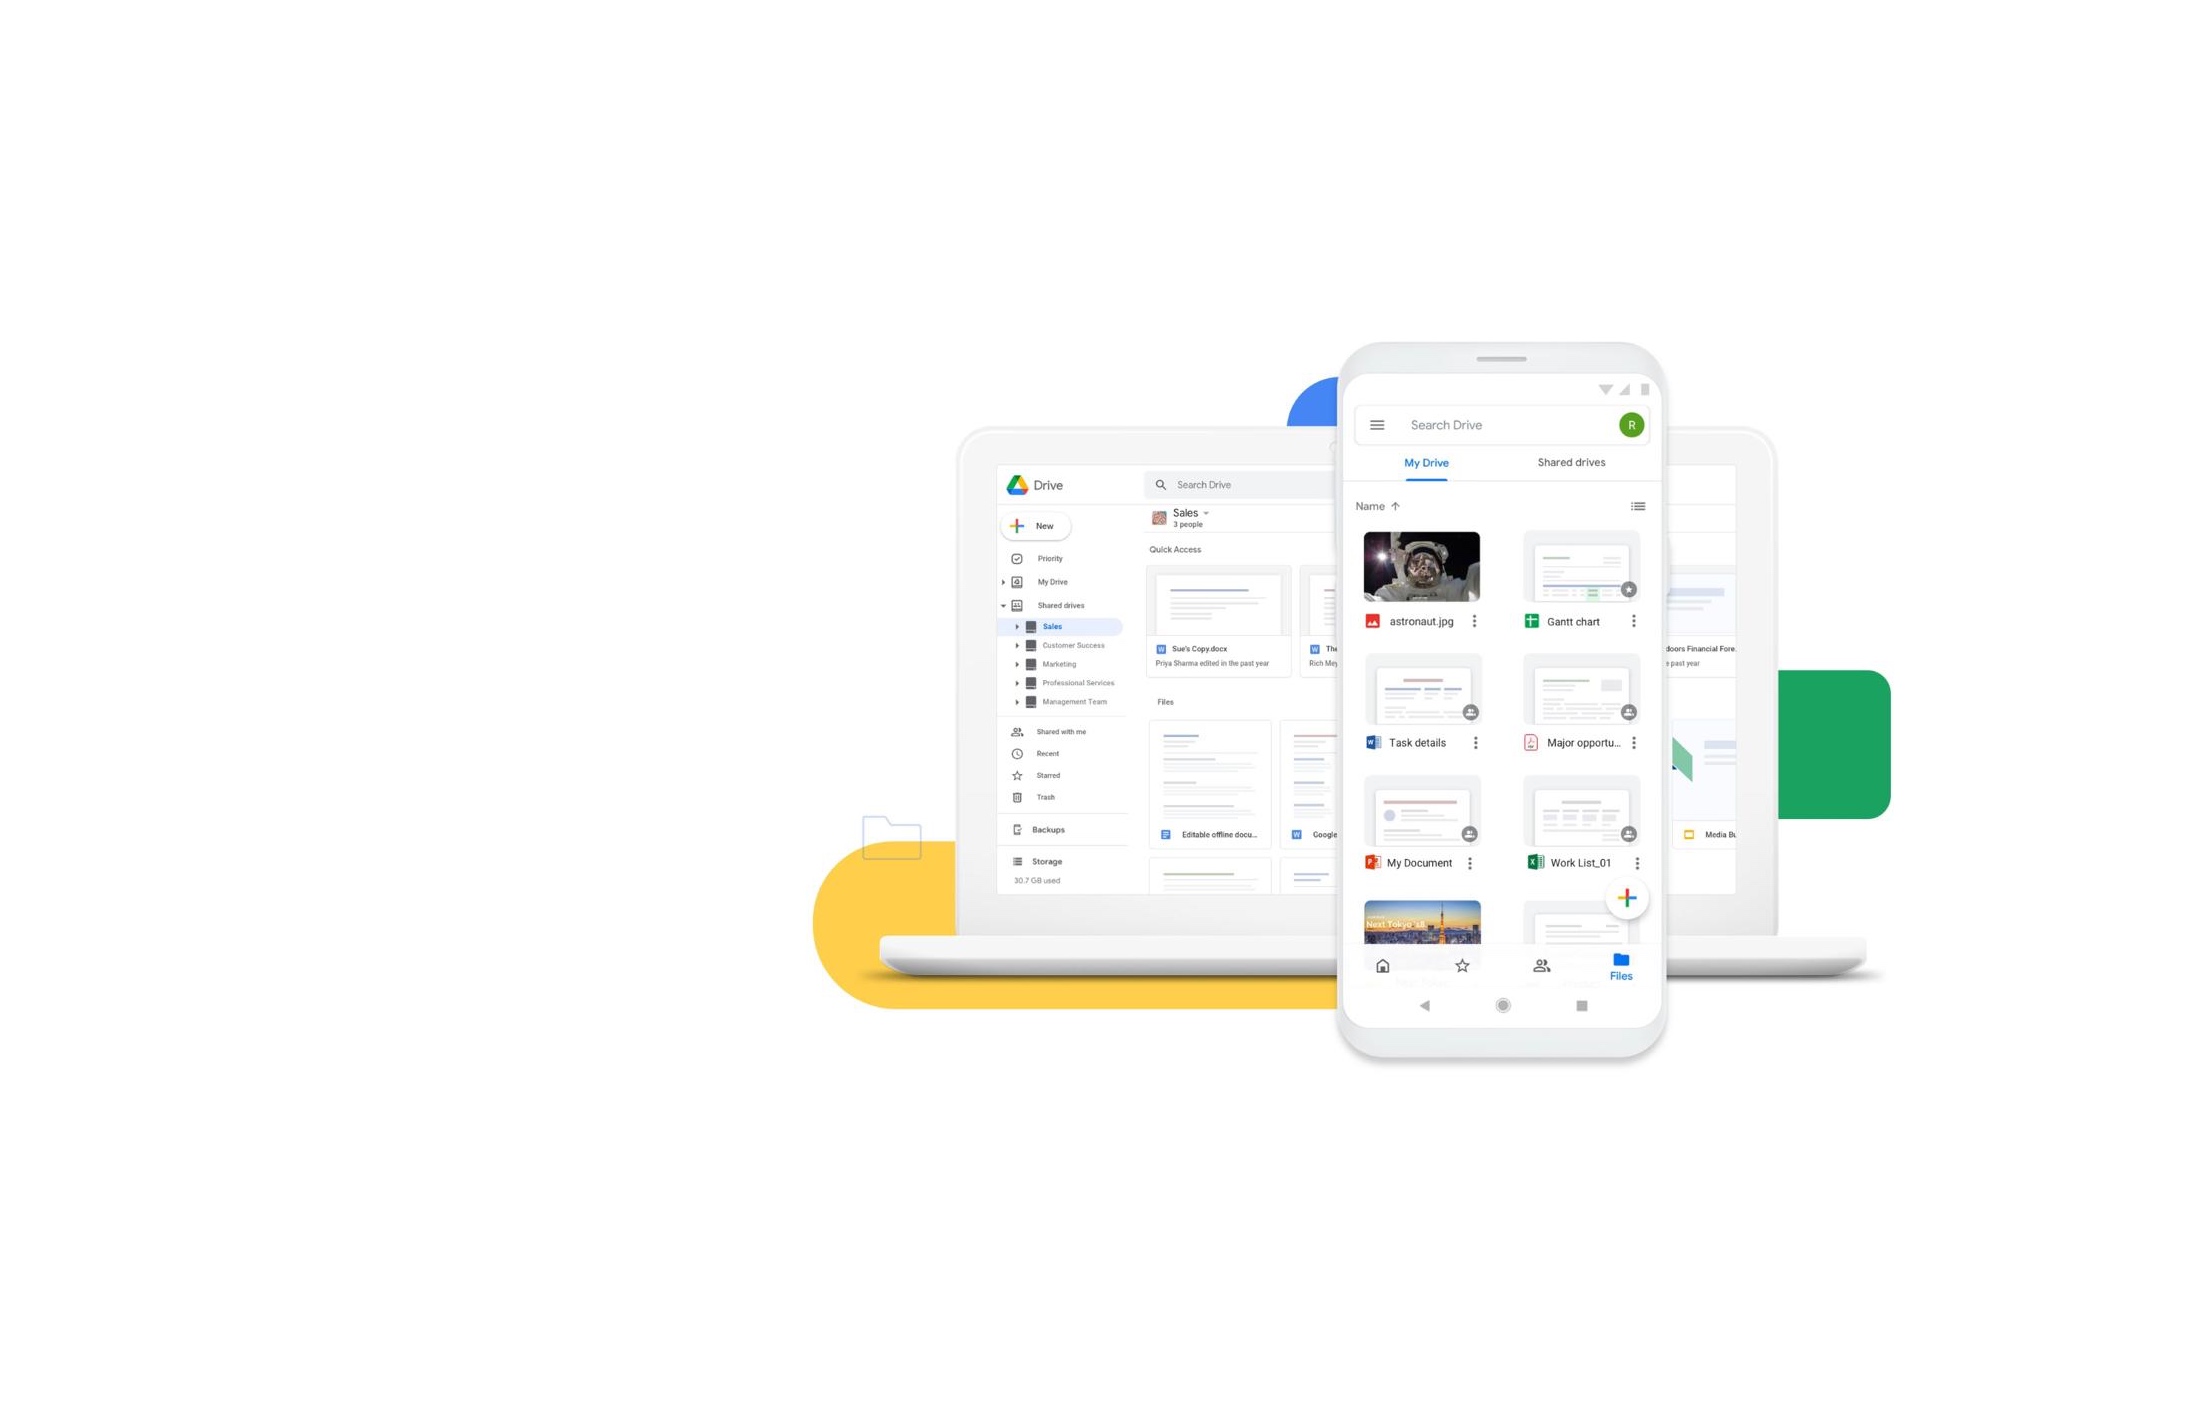 Drive
Search Drive
New
Sales
3 people
Priority
My Drive
Shared drives
Sales
Customer Success
Marketing
Professional Services
Management Team
Shared with me
Recent
Starred
Trash
Backups
Storage
30.7 GB used
Quick Access
Sue's Copy.docx
Priya Sharma edited in the past year
The
Rich Mey
doors Financial Fore
e past year
Files
Editable offline docu...
Google
Media Bu
Search Drive
R
My Drive
Shared drives
Name
astronaut.jpg
Gantt chart
Task details
Major opportu...
My Document
Work List_01
Next Tokyo 18
Files